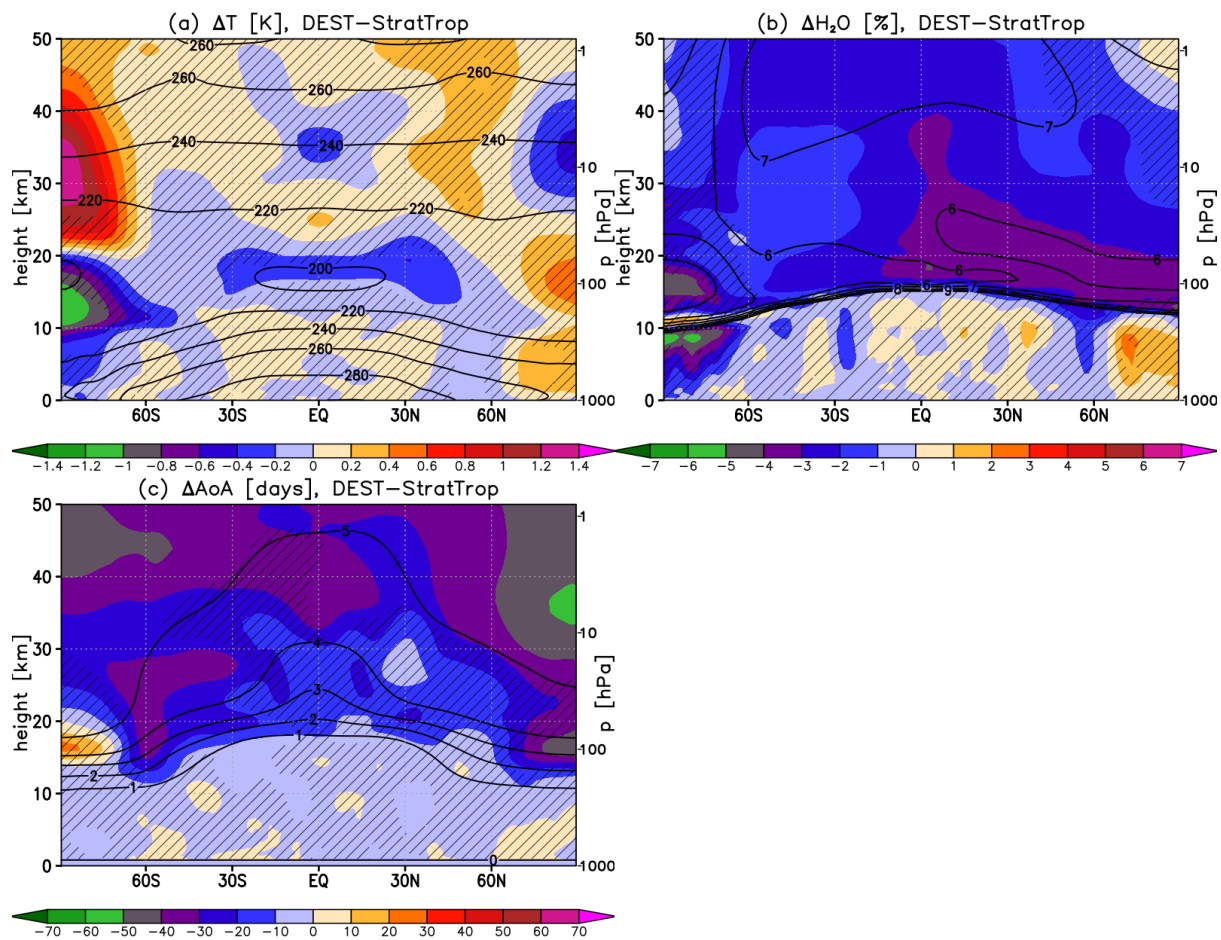 (a) ΔT [K], DEST−StratTrop
50
40
30
20
10
0
height [km]
260
260
260
260
240
240
240
220
220
220
200
220
240
260
280
1
10
100
1000
p [hPa]
60S
30S
EQ
30N
60N
−1.4 −1.2 −1 −0.8 −0.6 −0.4 −0.2 0 0.2 0.4 0.6 0.8 1 1.2 1.4
(b) ΔH₂O [%], DEST−StratTrop
50
40
30
20
10
0
height [km]
7
7
6
6
6
6
6
7
8
9
1
10
100
1000
p [hPa]
60S
30S
EQ
30N
60N
−7 −6 −5 −4 −3 −2 −1 0 1 2 3 4 5 6 7
(c) ΔAoA [days], DEST−StratTrop
50
40
30
20
10
0
height [km]
5
4
3
2
1
2
1
0
1
10
100
1000
p [hPa]
60S
30S
EQ
30N
60N
−70 −60 −50 −40 −30 −20 −10 0 10 20 30 40 50 60 70